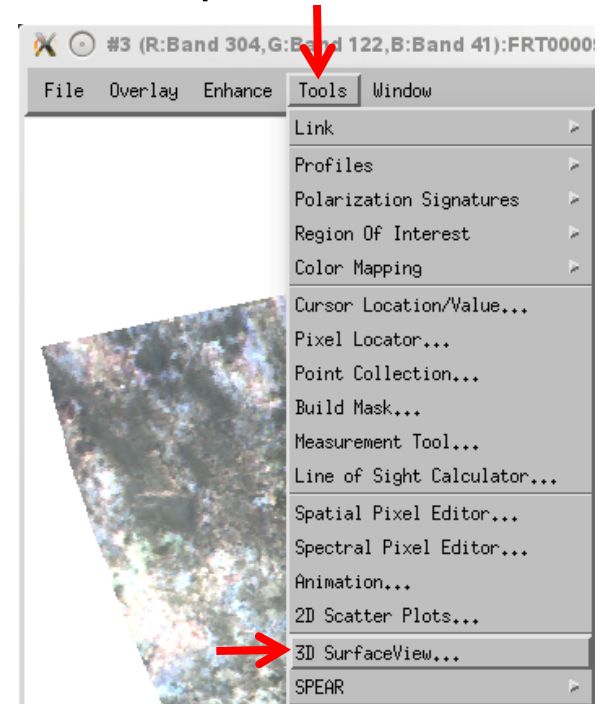 #3 (R:Band 304,G:Band 122,B:Band 41):FRT0000
File Overlay Enhance Tools Window
Link
Profiles
Polarization Signatures
Region Of Interest
Color Mapping
Cursor Location/Value...
Pixel Locator...
Point Collection...
Build Mask...
Measurement Tool...
Line of Sight Calculator...
Spatial Pixel Editor...
Spectral Pixel Editor...
Animation...
2D Scatter Plots...
3D SurfaceView...
SPEAR